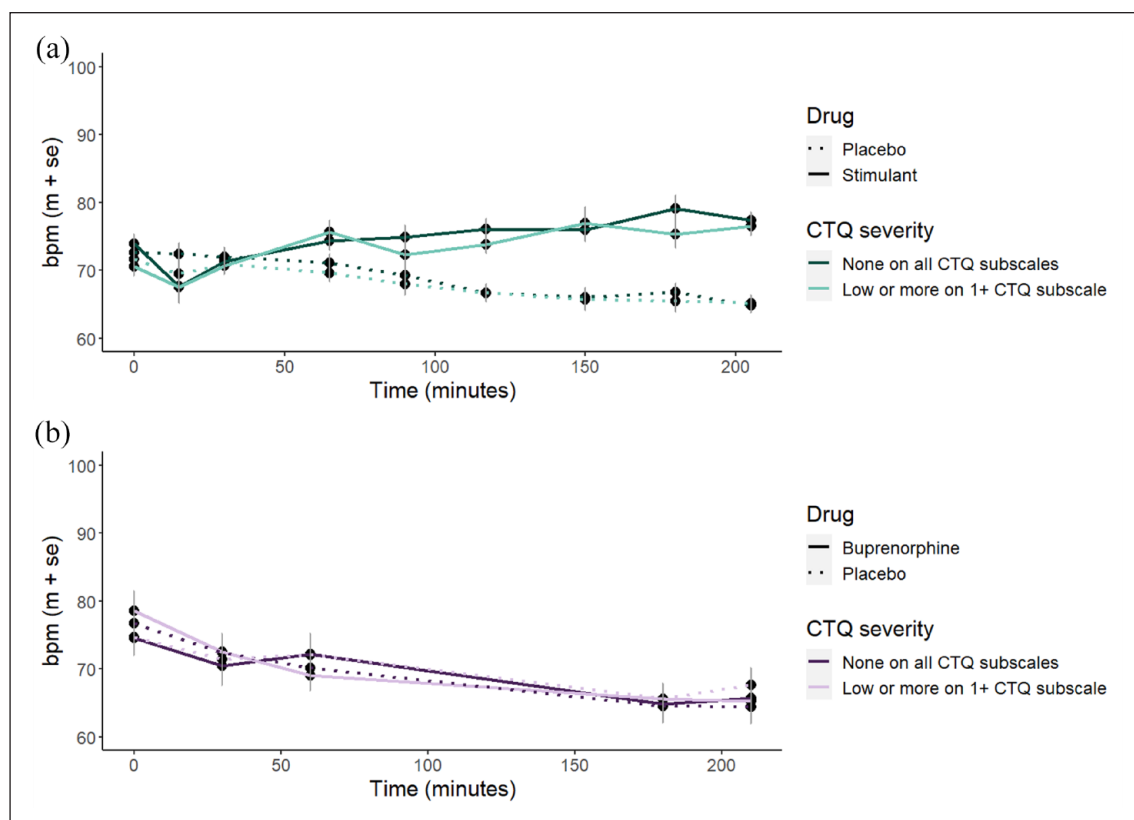 (a)
100
90
80
70
60
bpm (m + se)
0 50 100 150 200
Time (minutes)
Drug
Placebo
Stimulant
CTQ severity
None on all CTQ subscales
Low or more on 1+ CTQ subscale
(b)
100
90
80
70
60
bpm (m + se)
0 50 100 150 200
Time (minutes)
Drug
Buprenorphine
Placebo
CTQ severity
None on all CTQ subscales
Low or more on 1+ CTQ subscale